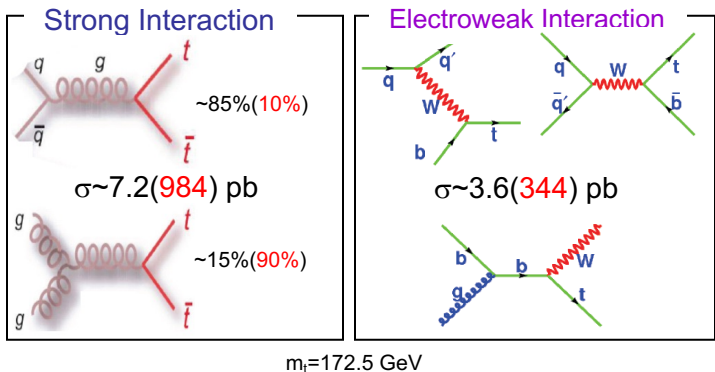 Strong Interaction
q
g
t
~85%(10%)
q̅
t̅
σ~7.2(984) pb
g
t
~15%(90%)
g
t̅
Electroweak Interaction
q
q′
W
b
t
q
W
t
q̅′
b̅
σ~3.6(344) pb
b
b
W
g
t
mₜ=172.5 GeV